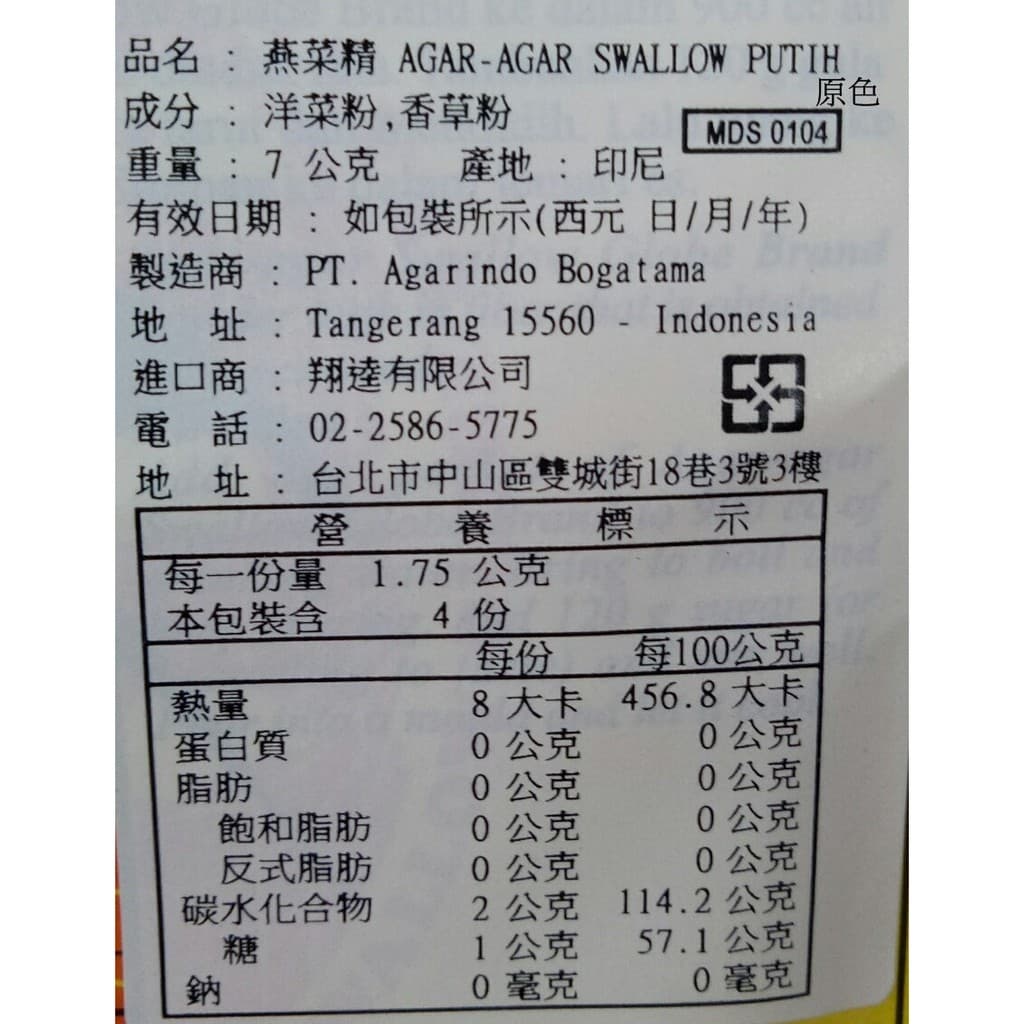 品名 : 燕菜精 AGAR-AGAR SWALLOW PUTIH
原色
成分 : 洋菜粉,香草粉
MDS 0104
重量 : 7 公克 產地 : 印尼
有效日期 : 如包裝所示(西元 日/月/年)
製造商 : PT. Agarindo Bogatama
地 址 : Tangerang 15560 - Indonesia
進口商 : 翔逵有限公司
電 話 : 02-2586-5775
地 址 : 台北市中山區雙城街18巷3號3樓
營 養 標 示
每一份量 1.75 公克
本包裝含 4 份
每份 每100公克
熱量 8 大卡 456.8 大卡
蛋白質 0 公克 0 公克
脂肪 0 公克 0 公克
飽和脂肪 0 公克 0 公克
反式脂肪 0 公克 0 公克
碳水化合物 2 公克 114.2 公克
糖 1 公克 57.1 公克
鈉 0 毫克 0 毫克